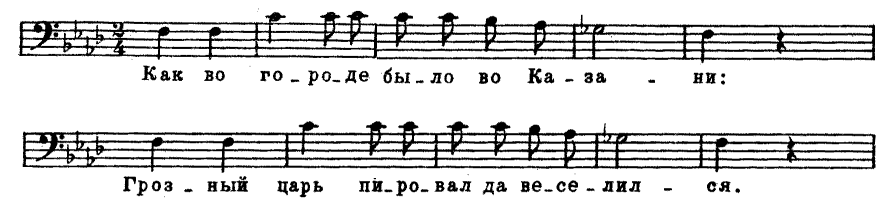 Как во го-ро-де бы-ло во Ка-за-ни:
Гроз-ный царь пи-ро-вал да ве-се-лил-ся.